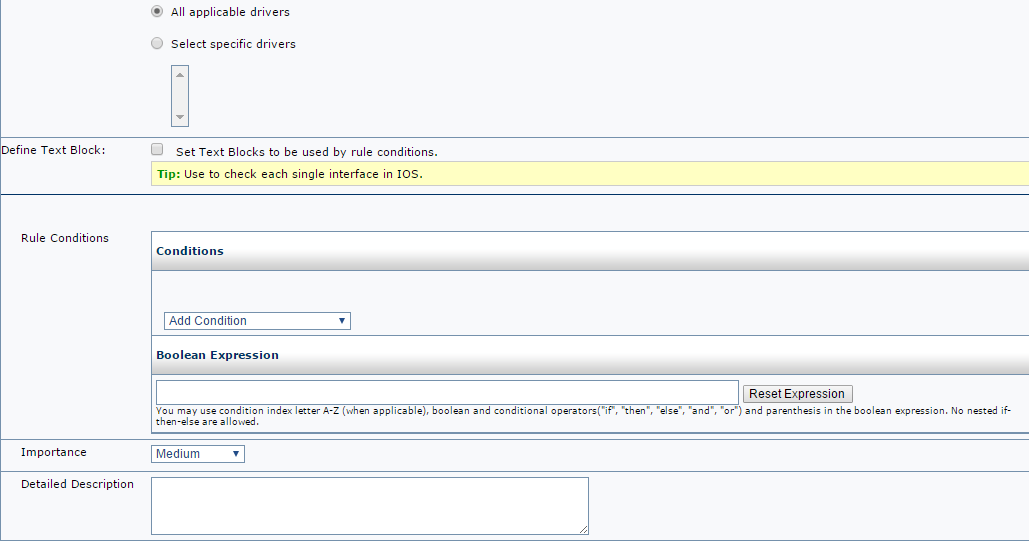 All applicable drivers
Select specific drivers
Define Text Block:
Set Text Blocks to be used by rule conditions.
Tip: Use to check each single interface in IOS.
Rule Conditions
Conditions
Add Condition
Boolean Expression
Reset Expression
You may use condition index letter A-Z (when applicable), boolean and conditional operators("if", "then", "else", "and", "or") and parenthesis in the boolean expression. No nested if-
then-else are allowed.
Importance
Medium
Detailed Description